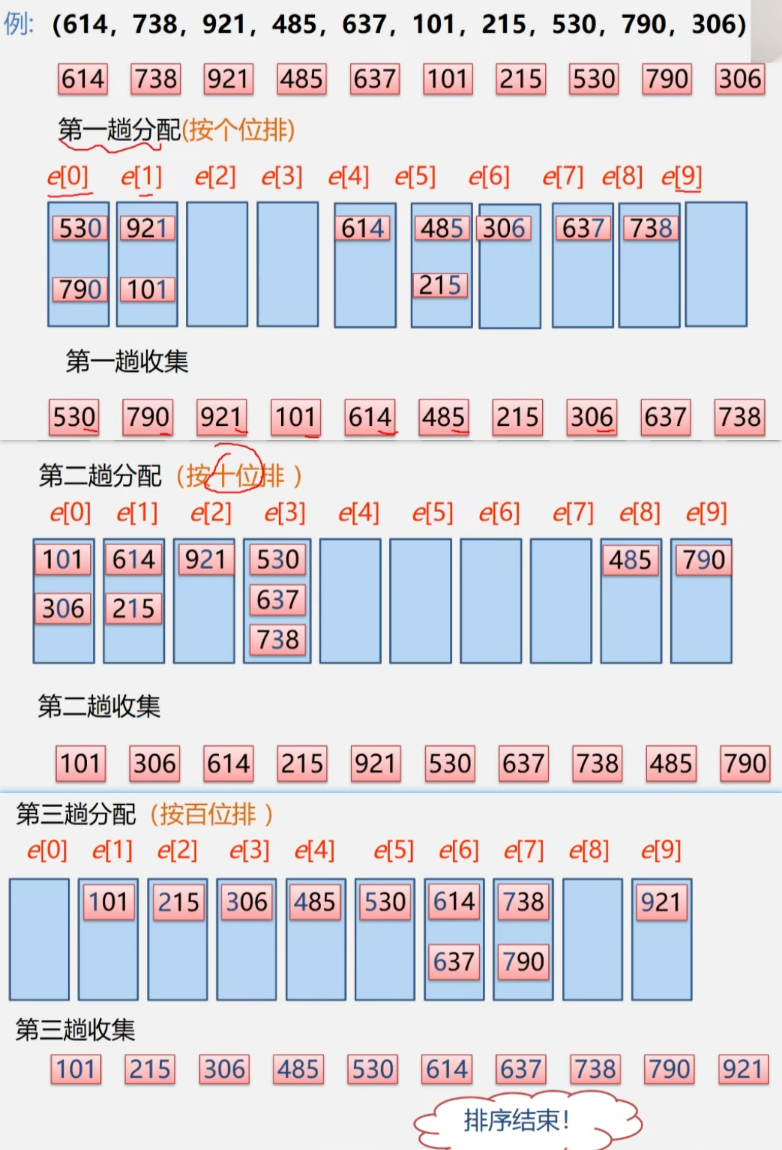 例: (614, 738, 921, 485, 637, 101, 215, 530, 790, 306)
614 738 921 485 637 101 215 530 790 306
第一趟分配(按个位排)
e[0] e[1] e[2] e[3] e[4] e[5] e[6] e[7] e[8] e[9]
530 921 614 485 306 637 738
790 101 215
第一趟收集
530 790 921 101 614 485 215 306 637 738
第二趟分配（按十位排 ）
e[0] e[1] e[2] e[3] e[4] e[5] e[6] e[7] e[8] e[9]
101 614 921 530 485 790
306 215 637
738
第二趟收集
101 306 614 215 921 530 637 738 485 790
第三趟分配（按百位排 ）
e[0] e[1] e[2] e[3] e[4] e[5] e[6] e[7] e[8] e[9]
101 215 306 485 530 614 738 921
637 790
第三趟收集
101 215 306 485 530 614 637 738 790 921
排序结束！